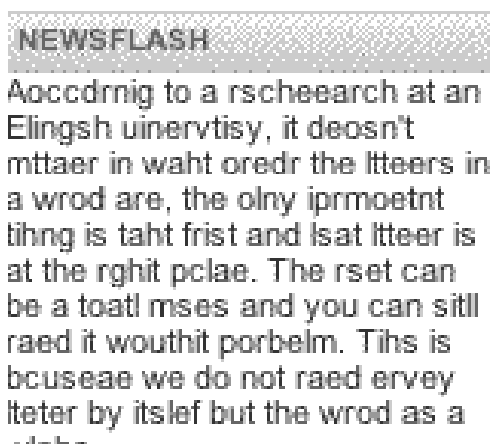 NEWSFLASH
Aoccdrnig to a rscheearch at an
Elingsh uinervtisy, it deosn't
mttaer in waht oredr the ltteers in
a wrod are, the olny iprmoetnt
tihng is taht frist and lsat ltteer is
at the rghit pclae. The rset can
be a toatl mses and you can sitll
raed it wouthit porbelm. Tihs is
bcuseae we do not raed ervey
lteter by itslef but the wrod as a